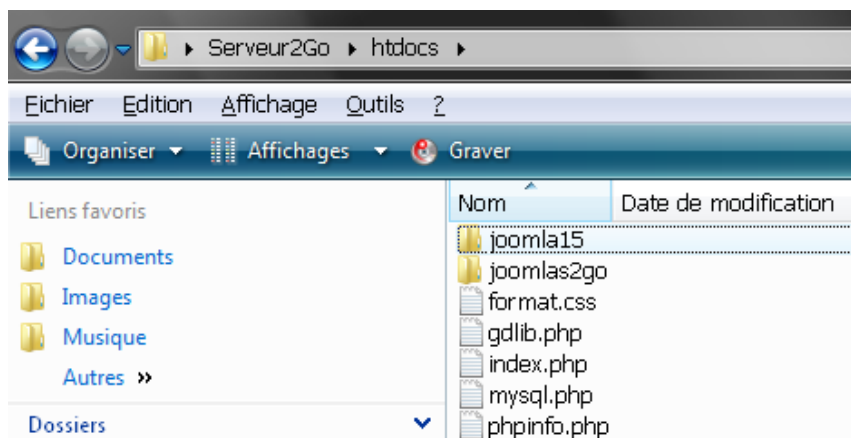 Serveur2Go htdocs
Eichier Edition Affichage Outils ?
Organiser Affichages Graver
Liens favoris
Documents
Images
Musique
Autres »
Dossiers
Nom Date de modification
joomla15
joomlas2go
format.css
gdlib.php
index.php
mysql.php
phpinfo.php